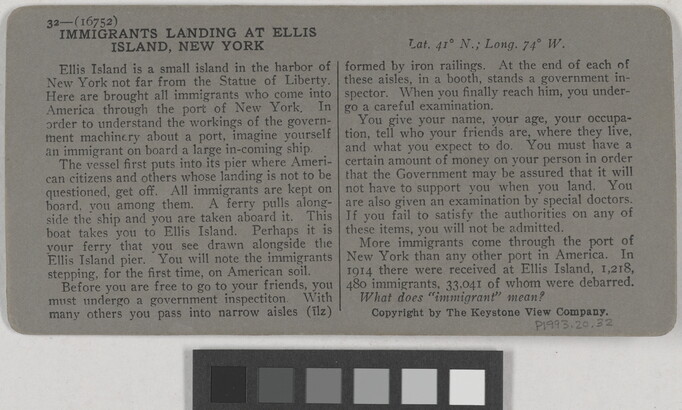 32—(16752)
IMMIGRANTS LANDING AT ELLIS
ISLAND, NEW YORK
Ellis Island is a small island in the harbor of
New York not far from the Statue of Liberty.
Here are brought all immigrants who come into
America through the port of New York. In
order to understand the workings of the govern-
ment machinery about a port, imagine yourself
an immigrant on board a large in-coming ship.
The vessel first puts into its pier where Ameri-
can citizens and others whose landing is not to be
questioned, get off. All immigrants are kept on
board, you among them. A ferry pulls along-
side the ship and you are taken aboard it. This
boat takes you to Ellis Island. Perhaps it is
your ferry that you see drawn alongside the
Ellis Island pier. You will note the immigrants
stepping, for the first time, on American soil.
Before you are free to go to your friends, you
must undergo a government inspectiton. With
many others you pass into narrow aisles (īlz)
Lat. 41° N.; Long. 74° W.
formed by iron railings. At the end of each of
these aisles, in a booth, stands a government in-
spector. When you finally reach him, you under-
go a careful examination.
You give your name, your age, your occupa-
tion, tell who your friends are, where they live,
and what you expect to do. You must have a
certain amount of money on your person in order
that the Government may be assured that it will
not have to support you when you land. You
are also given an examination by special doctors.
If you fail to satisfy the authorities on any of
these items, you will not be admitted.
More immigrants come through the port of
New York than any other port in America. In
1914 there were received at Ellis Island, 1,218,
480 immigrants, 33,041 of whom were debarred.
What does "immigrant" mean?
Copyright by The Keystone View Company.
P1993.20.32